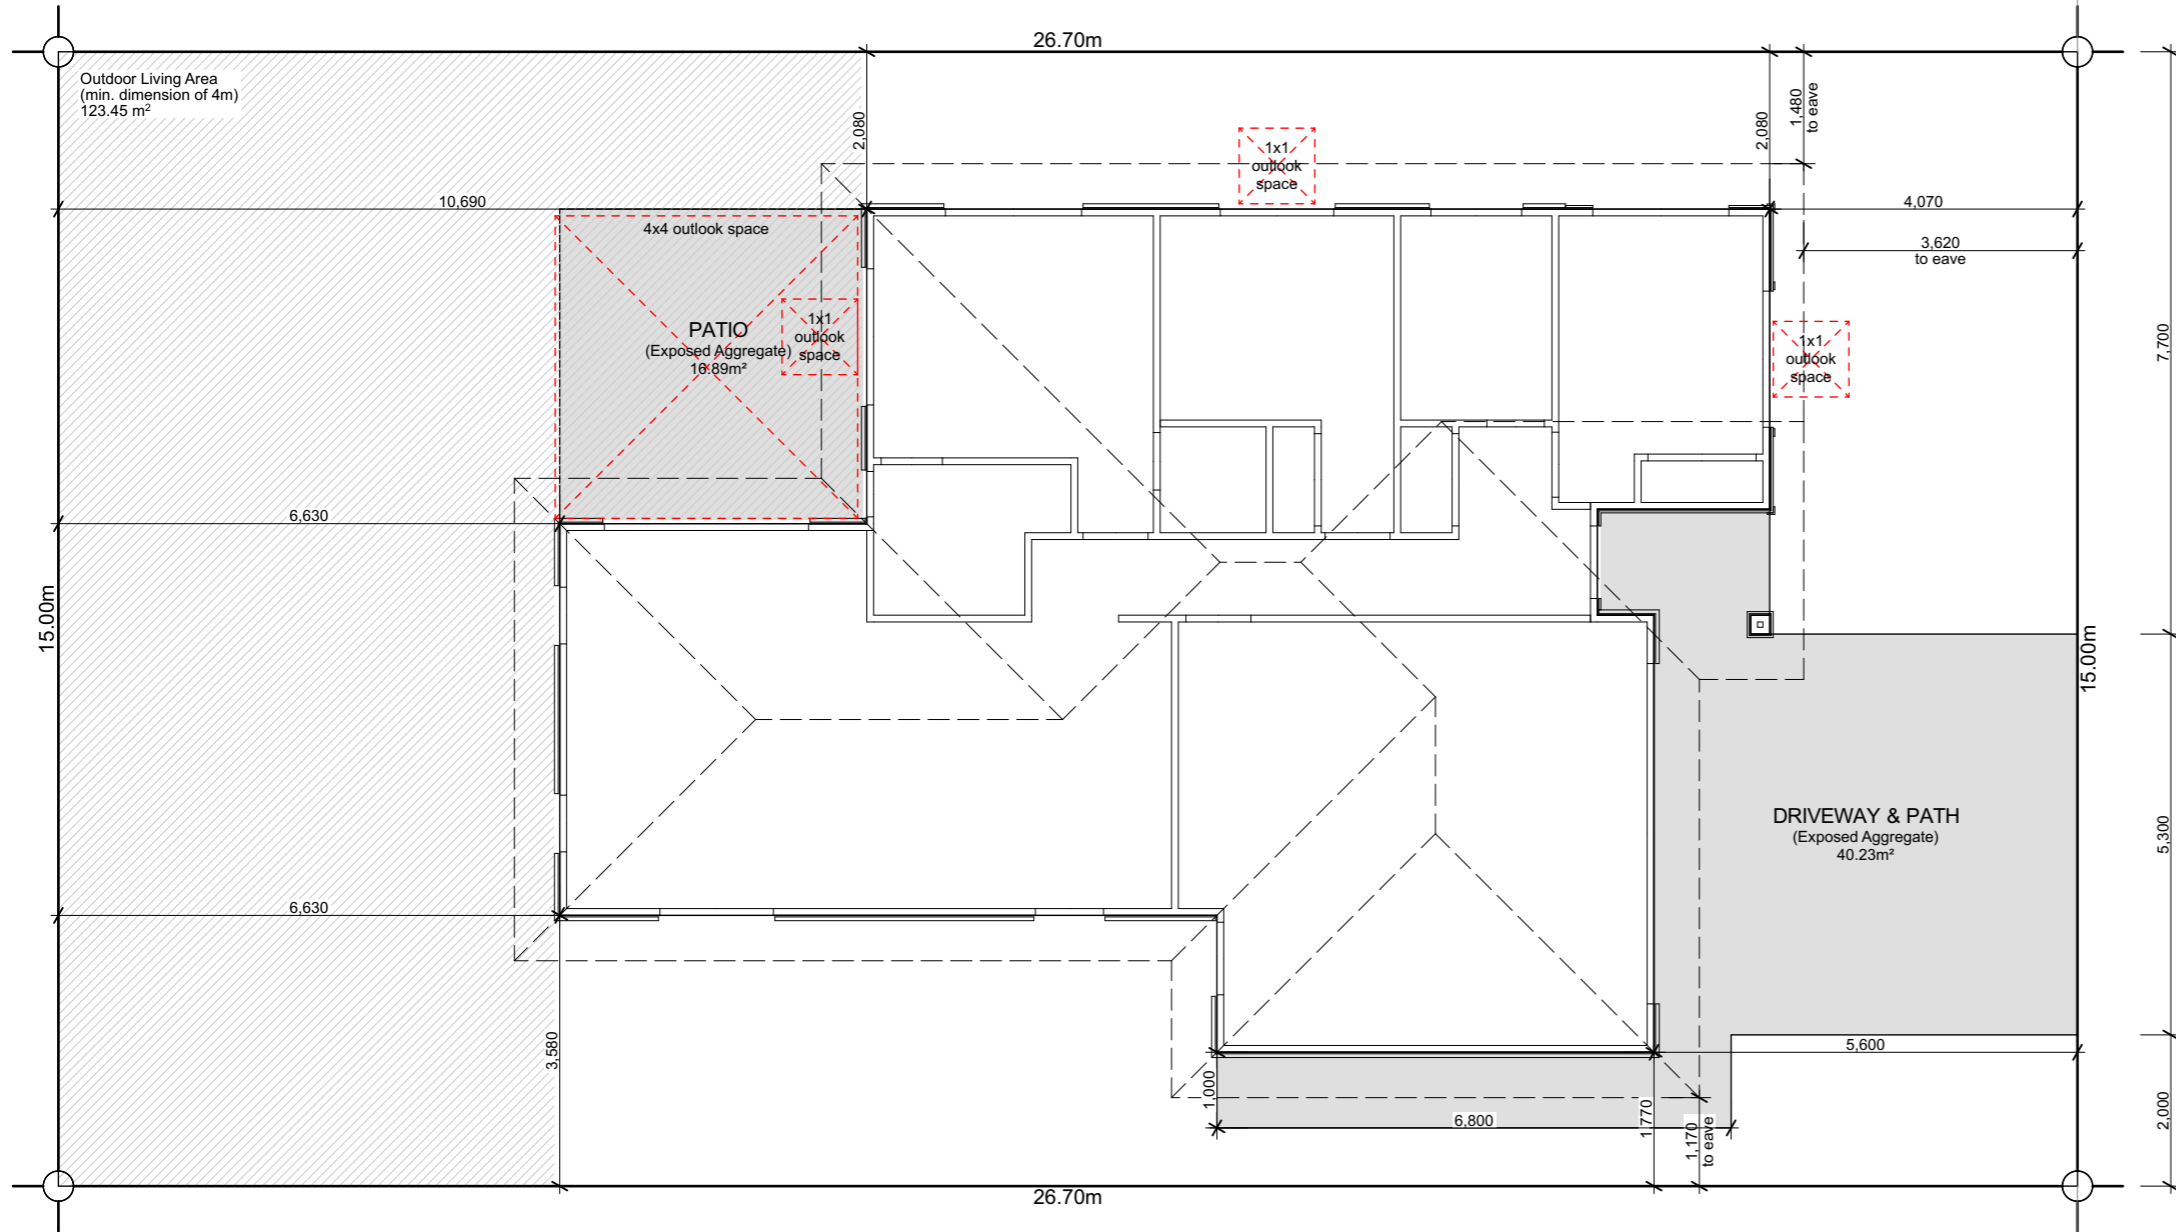 26.70m
Outdoor Living Area
(min. dimension of 4m)
123.45 m²
2,080
2,080
1,480
to eave
1x1
outlook
space
10,690
4,070
4x4 outlook space
3,620
to eave
PATIO
(Exposed Aggregate)
16.89m²
1x1
outlook
space
1x1
outlook
space
7,700
6,630
15.00m
15.00m
DRIVEWAY & PATH
(Exposed Aggregate)
40.23m²
5,300
6,630
3,580
5,600
1,000
6,800
1,770
1,170
to eave
2,000
26.70m